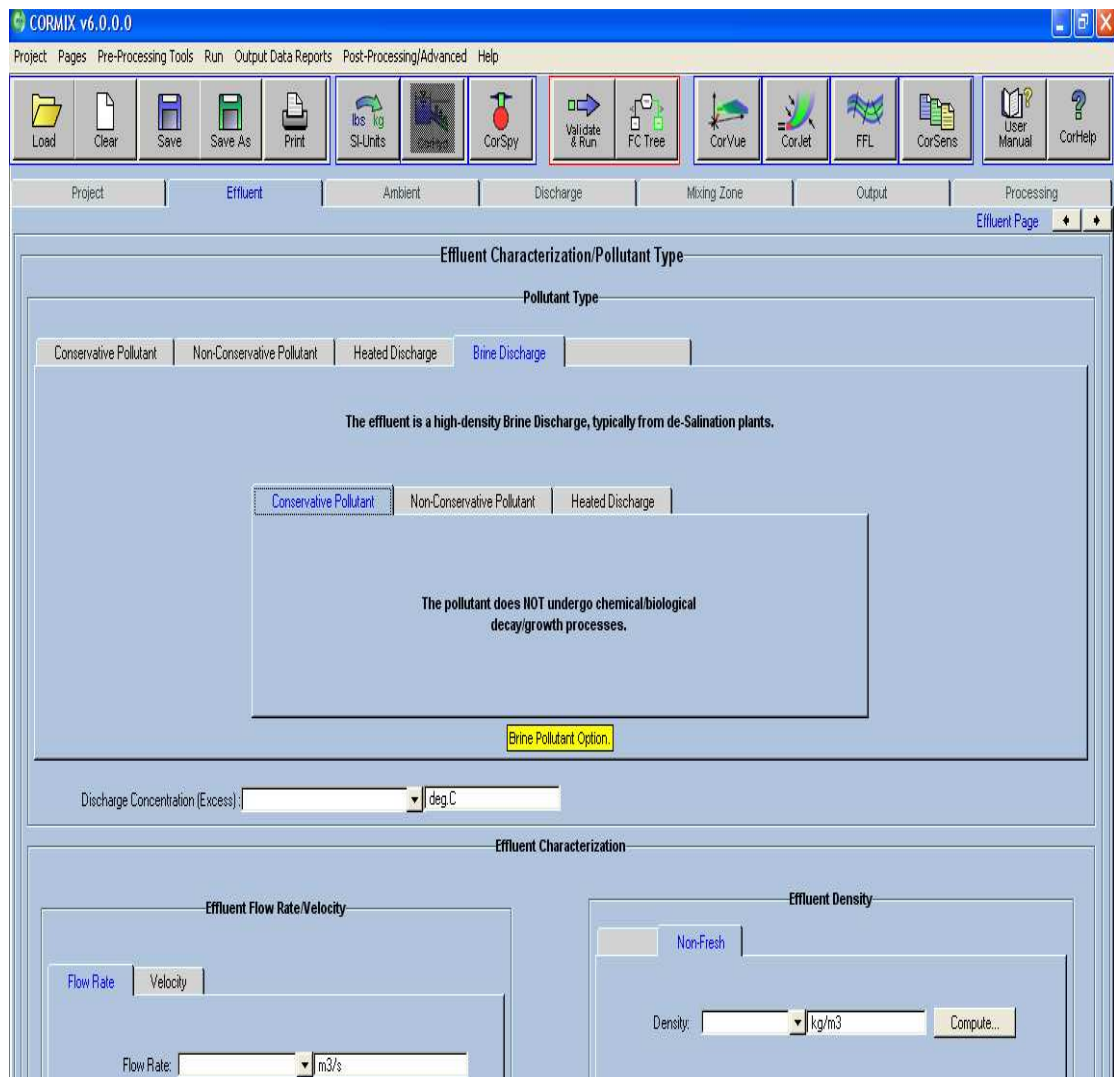 CORMIX v6.0.0.0
Project Pages Pre-Processing Tools Run Output Data Reports Post-Processing/Advanced Help
Load Clear Save Save As Print lbs kg SI-Units CorSpy Validate & Run FC Tree CorVue CorJet FFL CorSens User Manual CorHelp
Project Effluent Ambient Discharge Mixing Zone Output Processing
Effluent Page
Effluent Characterization/Pollutant Type
Pollutant Type
Conservative Pollutant Non-Conservative Pollutant Heated Discharge Brine Discharge
The effluent is a high-density Brine Discharge, typically from de-Salination plants.
Conservative Pollutant Non-Conservative Pollutant Heated Discharge
The pollutant does NOT undergo chemical/biological
decay/growth processes.
Brine Pollutant Option.
Discharge Concentration (Excess) : deg.C
Effluent Characterization
Effluent Flow Rate/Velocity
Effluent Density
Non-Fresh
Flow Rate Velocity
Density: kg/m3 Compute...
Flow Rate: m3/s